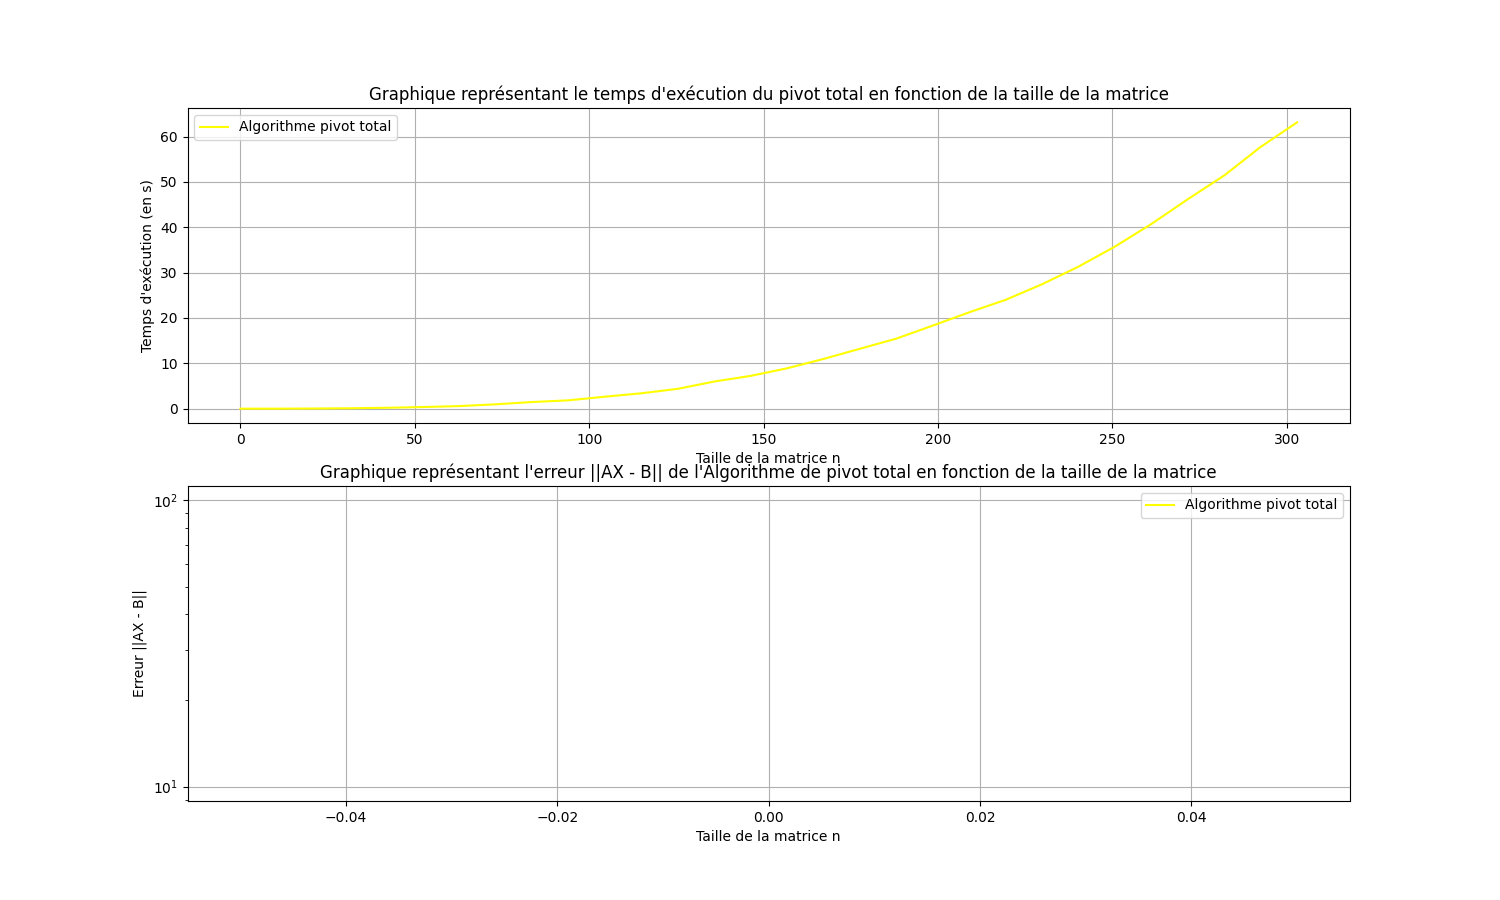 Graphique représentant le temps d'exécution du pivot total en fonction de la taille de la matrice
Algorithme pivot total
Temps d'exécution (en s)
60
50
40
30
20
10
0
0 50 100 150 200 250 300
Taille de la matrice n
Graphique représentant l'erreur ||AX - B|| de l'Algorithme de pivot total en fonction de la taille de la matrice
Algorithme pivot total
Erreur ||AX - B||
10²
10¹
−0.04 −0.02 0.00 0.02 0.04
Taille de la matrice n